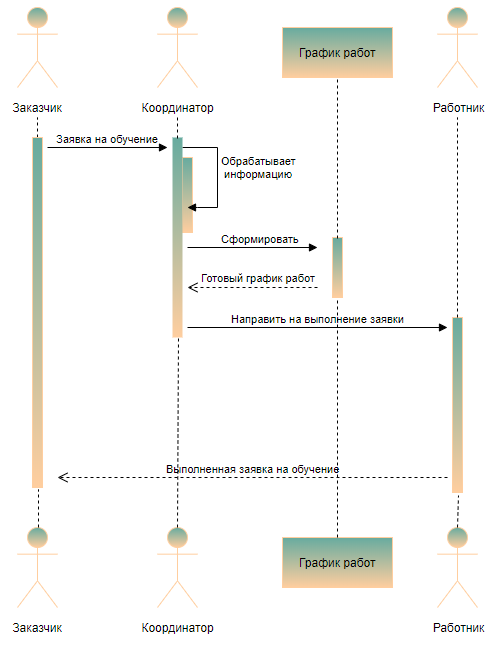 График работ
Заказчик
Координатор
Работник
Заявка на обучение
Обрабатывает
информацию
Сформировать
Готовый график работ
Направить на выполнение заявки
Выполненная заявка на обучение
График работ
Заказчик
Координатор
Работник